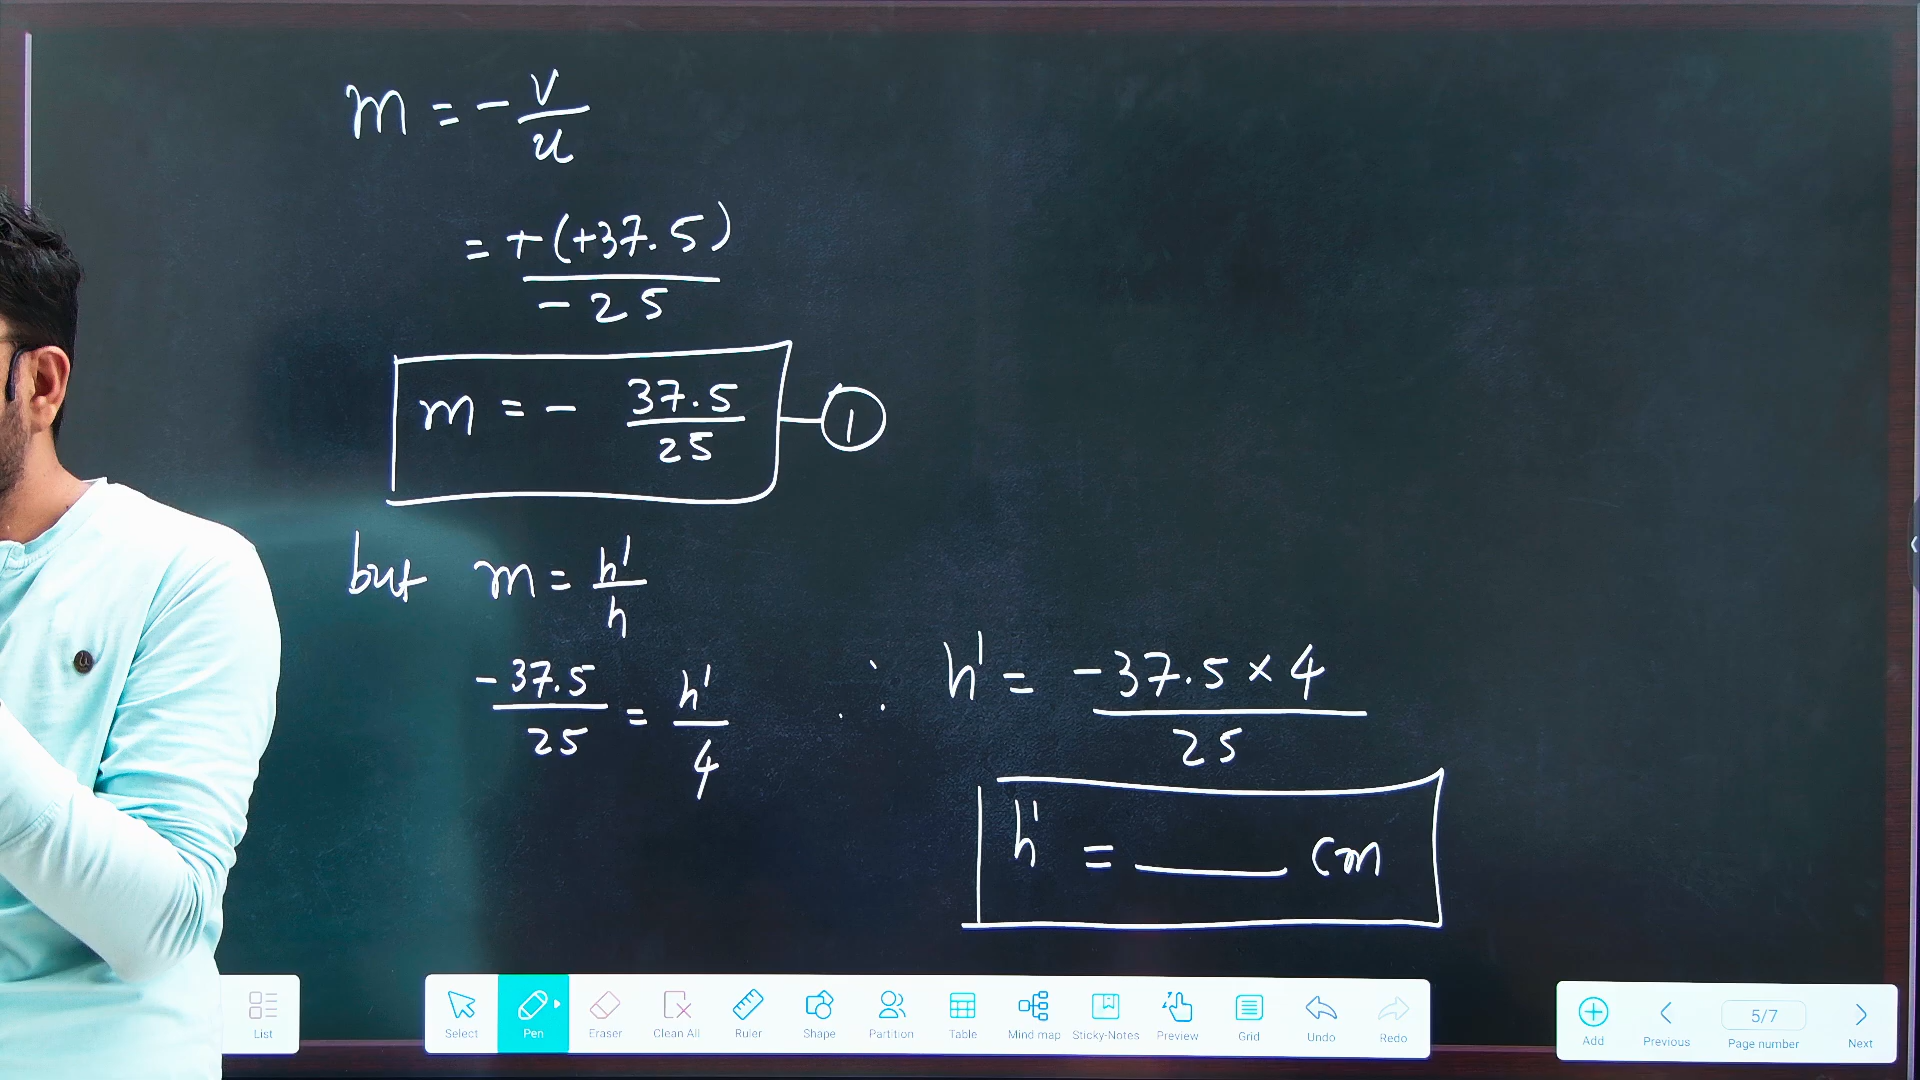 m = - v/u
= +(+37.5)/-25
m = - 37.5/25 — 1
but m = h'/h
-37.5/25 = h'/4 ∴ h' = -37.5 × 4/25
h' = ____ cm
List
Select Pen Eraser Clean All Ruler Shape Partition Table Mind map Sticky-Notes Preview Grid Undo Redo
Add Previous 5/7 Page number Next